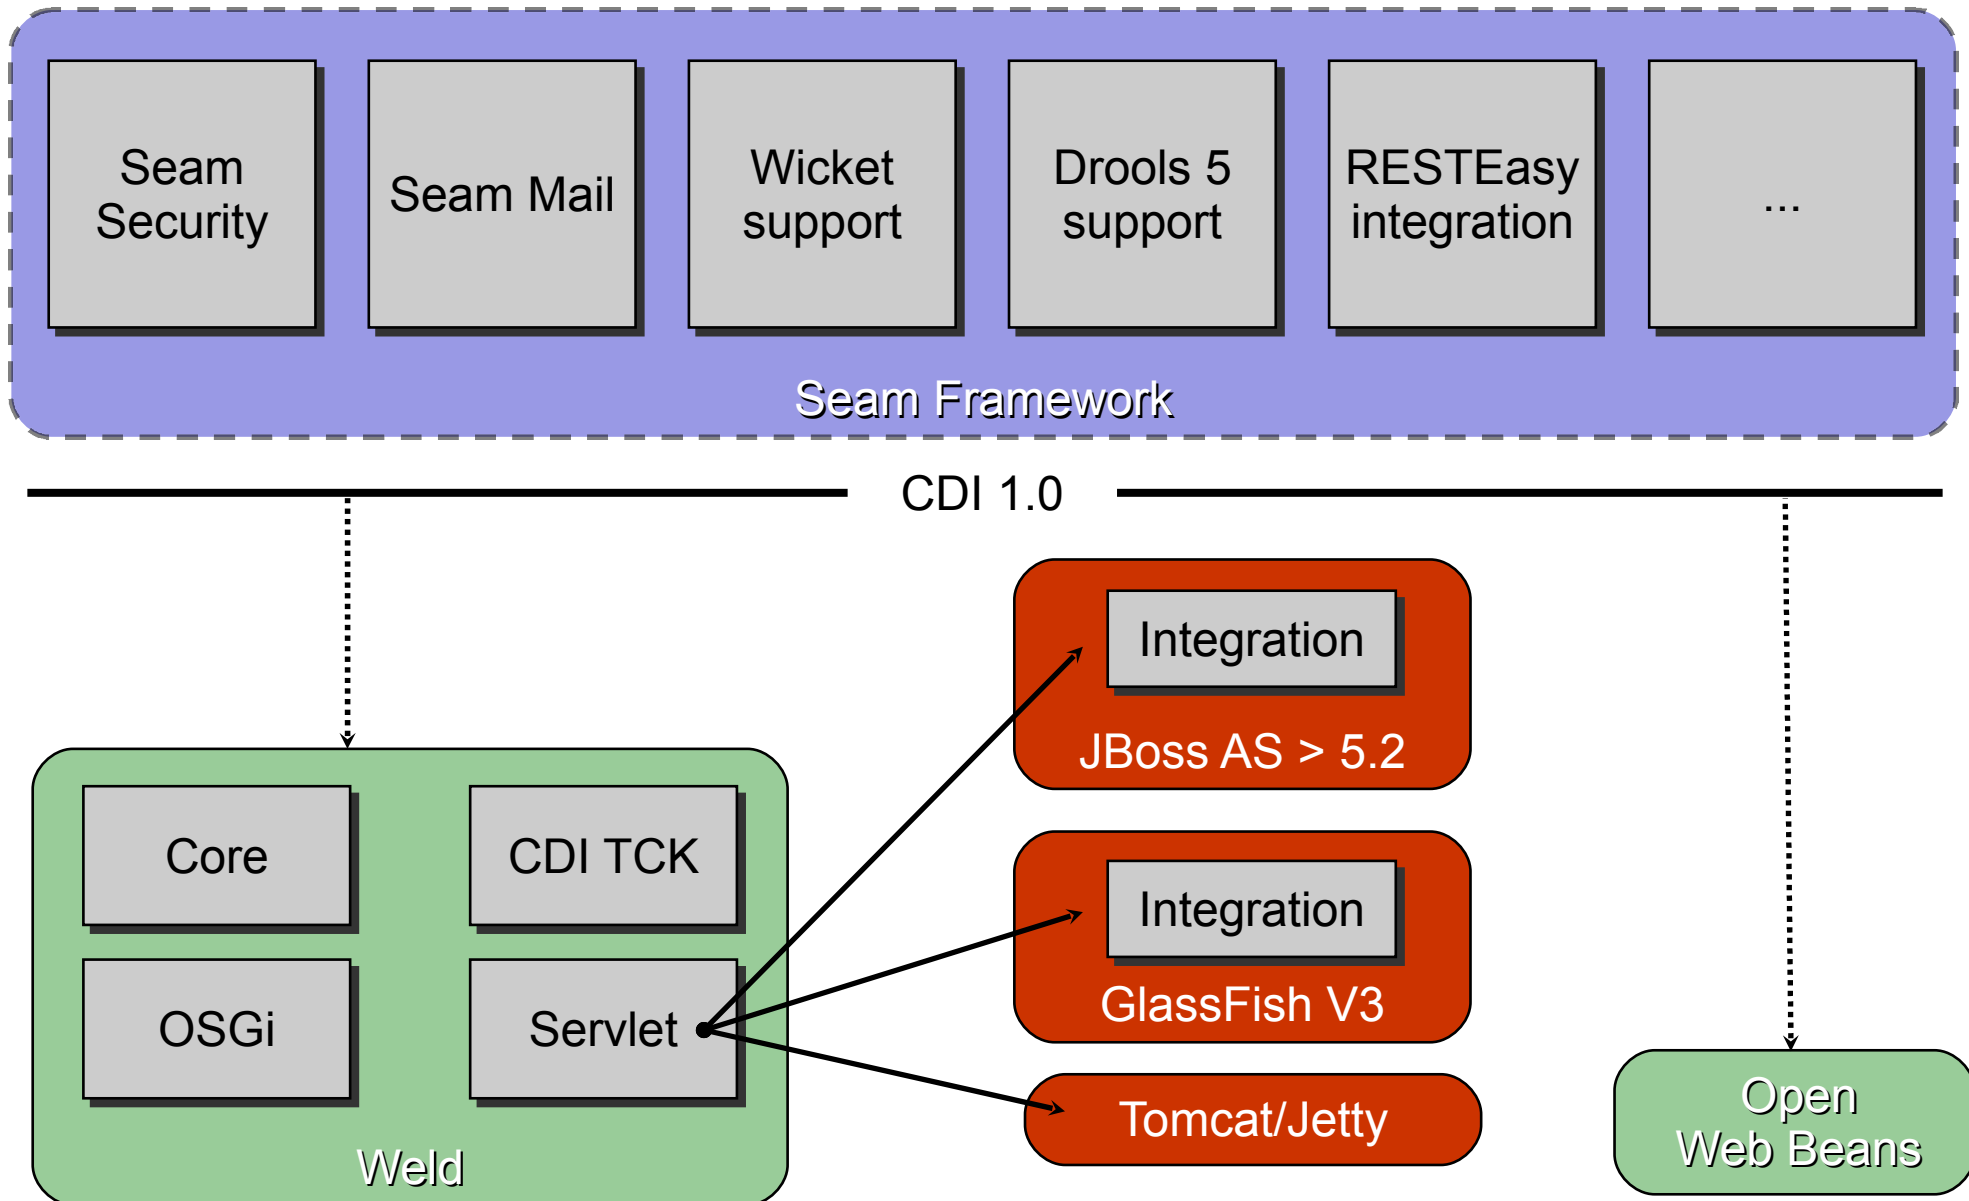 Seam
Security
Seam Mail
Wicket
support
Drools 5
support
RESTEasy
integration
...
Seam Framework
CDI 1.0
Integration
JBoss AS > 5.2
Core
CDI TCK
Integration
GlassFish V3
OSGi
Servlet
Tomcat/Jetty
Open
Web Beans
Weld